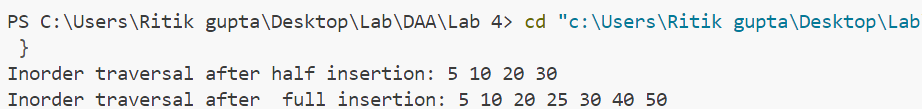 PS C:\Users\Ritik gupta\Desktop\Lab\DAA\Lab 4> cd "c:\Users\Ritik gupta\Desktop\Lab
 }
Inorder traversal after half insertion: 5 10 20 30
Inorder traversal after  full insertion: 5 10 20 25 30 40 50